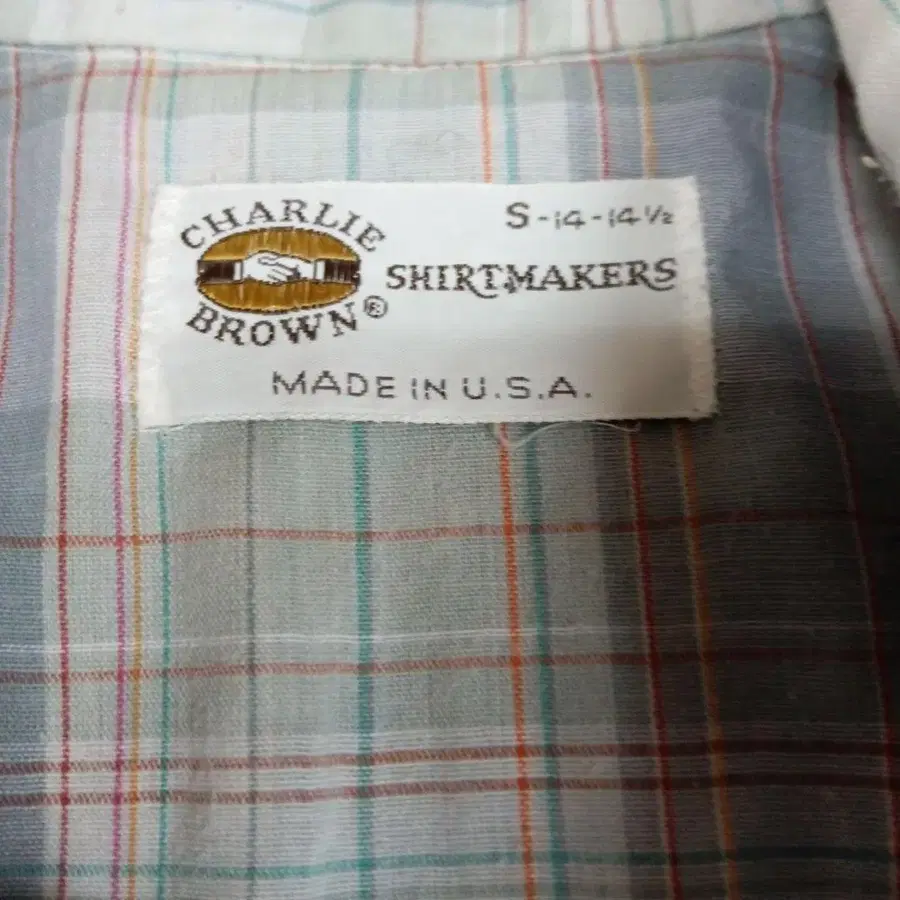 CHARLIE
BROWN®
S-14-14½
SHIRTMAKERS
MADE IN U.S.A.